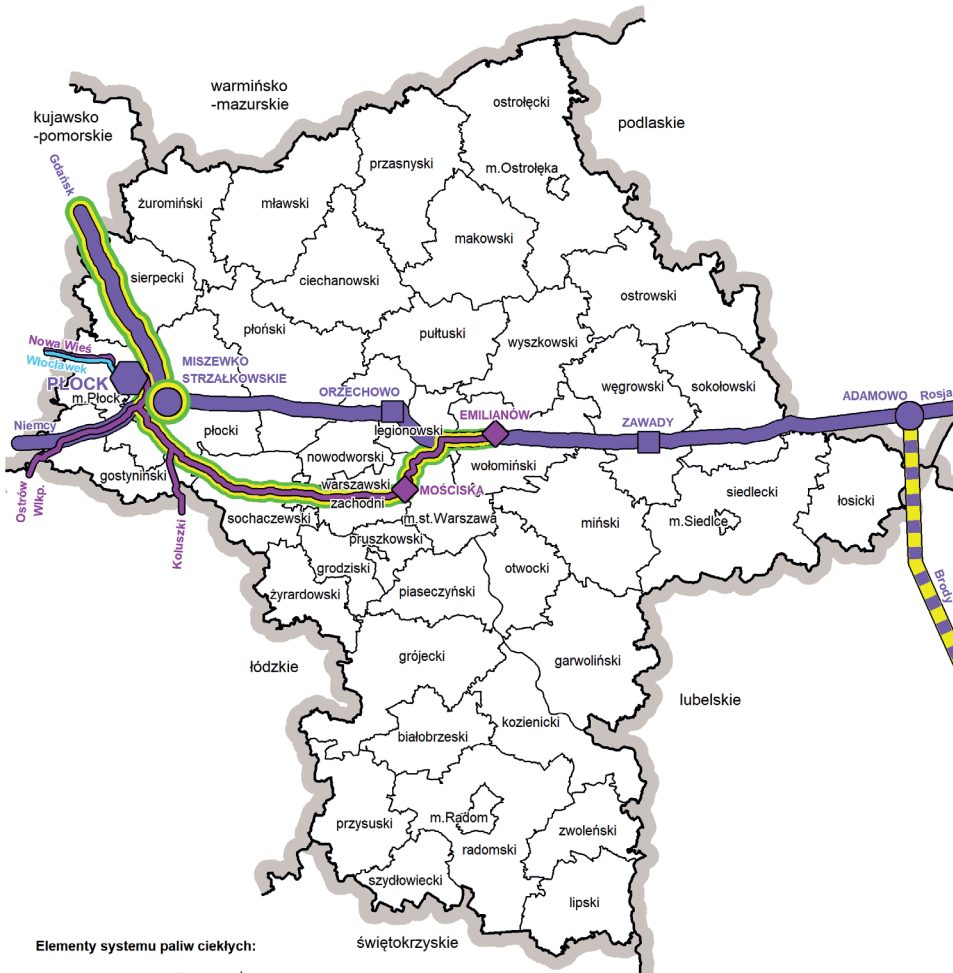 warmińsko
-mazurskie
kujawsko
-pomorskie
podlaskie
ostrołęcki
przasnyski
m.Ostrołęka
Gdańsk
żuromiński
mławski
makowski
sierpecki
ciechanowski
ostrowski
płoński
pułtuski
wyszkowski
Nowa Wieś
Włocławek
PŁOCK
m.Płock
MISZEWKO
STRZAŁKOWSKIE
ORZECHOWO
węgrowski
sokołowski
EMILIANÓW
ZAWADY
ADAMOWO
Rosja
Niemcy
płocki
legionowski
nowodworski
wołomiński
gostyniński
warszawski
zachodni
MOŚCISKA
siedlecki
łosicki
Ostrów
Wlkp.
Koluszki
sochaczewski
m.st.Warszawa
miński
m.Siedlce
pruszkowski
grodziski
otwocki
żyrardowski
piaseczyński
Brody
łódzkie
grójecki
garwoliński
lubelskie
kozienicki
białobrzeski
m.Radom
przysuski
zwoleński
radomski
szydłowiecki
lipski
świętokrzyskie
Elementy systemu paliw ciekłych: